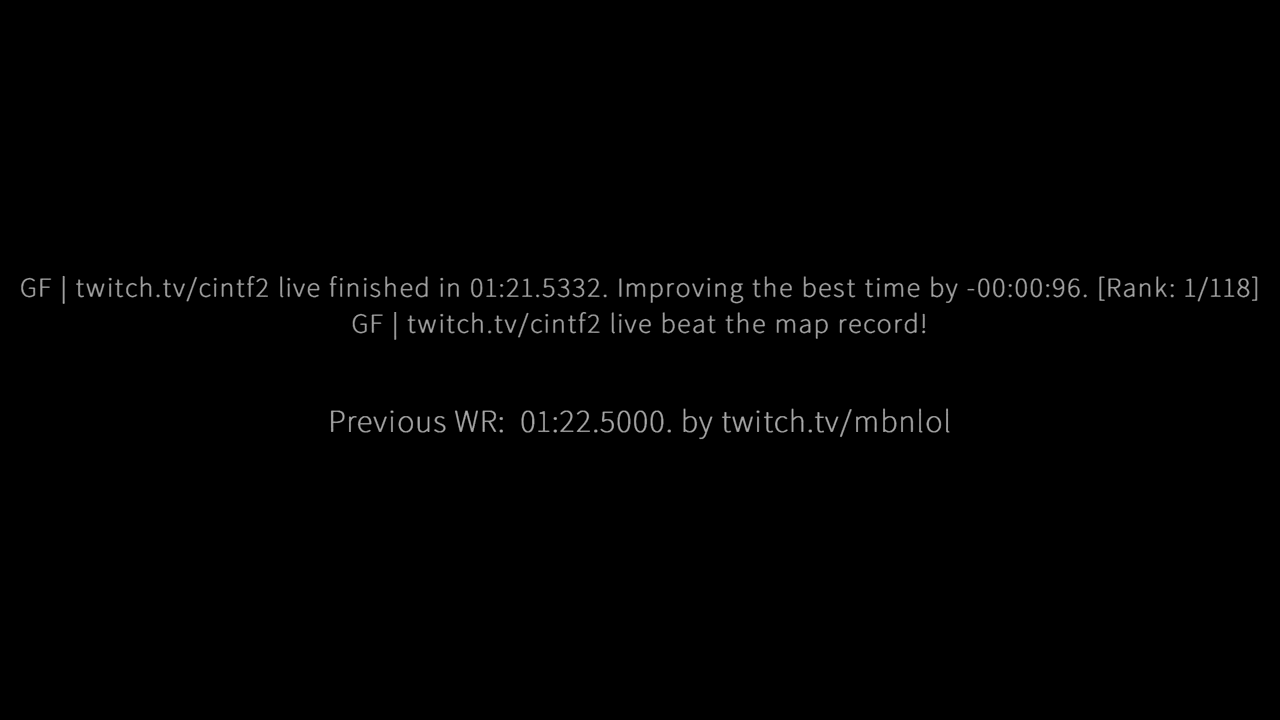 GF | twitch.tv/cintf2 live finished in 01:21.5332. Improving the best time by -00:00:96. [Rank: 1/118]
GF | twitch.tv/cintf2 live beat the map record!
Previous WR:  01:22.5000. by twitch.tv/mbnlol